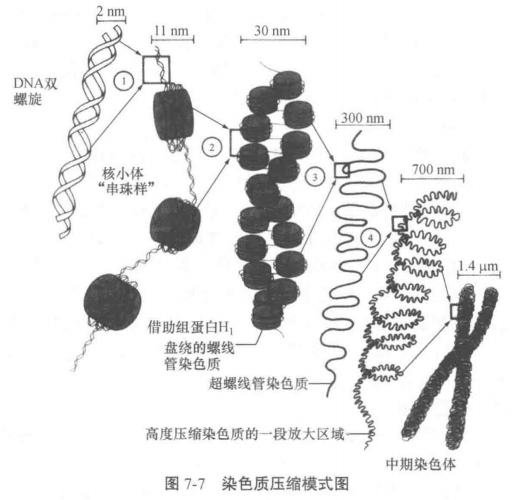 2 nm
11 nm
30 nm
DNA双
螺旋
①
核小体
“串珠样”
②
300 nm
③
700 nm
④
1.4 μm
借助组蛋白H₁
盘绕的螺线
管染色质
超螺线管染色质
高度压缩染色质的一段放大区域
中期染色体
图 7-7 染色质压缩模式图